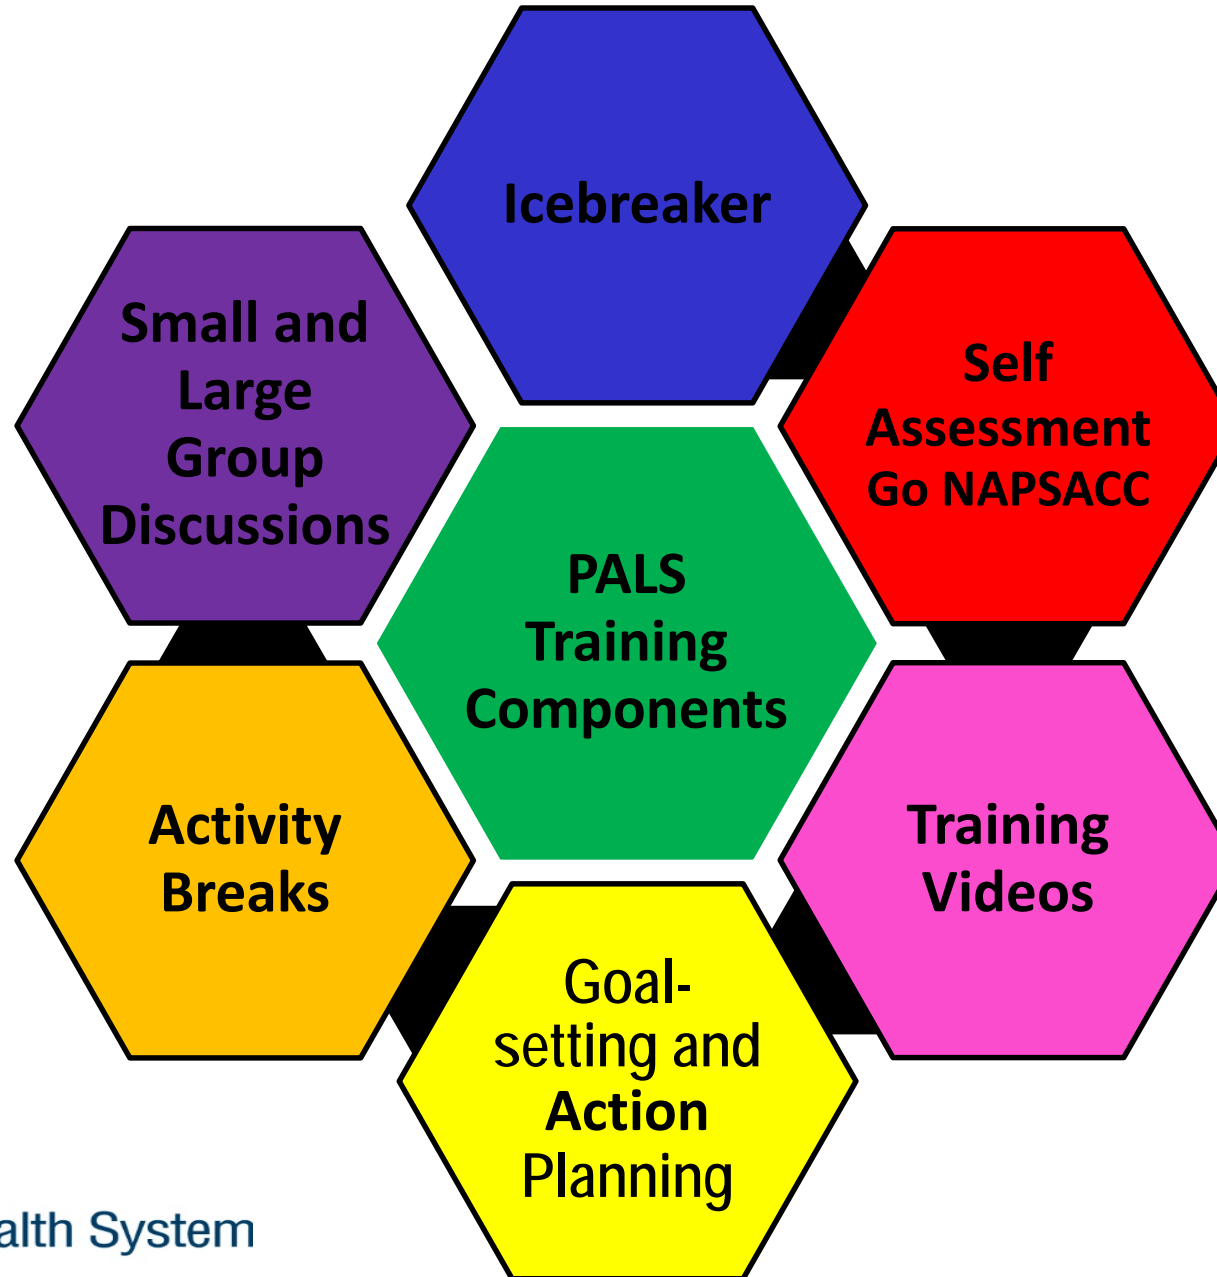 Icebreaker
Small and
Large
Group
Discussions
Self
Assessment
Go NAPSACC
PALS
Training
Components
Activity
Breaks
Training
Videos
Goal-
setting and
Action
Planning
alth System